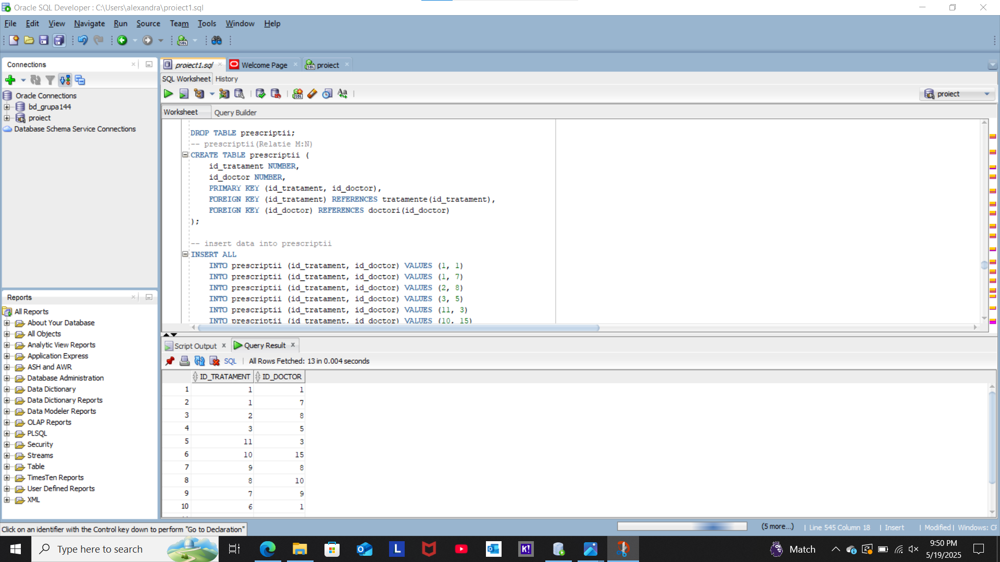 Oracle SQL Developer : C:\Users\alexandra\proiect1.sql
File Edit View Navigate Run Source Team Tools Window Help
Connections
Oracle Connections
bd_grupa144
proiect
Database Schema Service Connections
Reports
All Reports
About Your Database
All Objects
Analytic View Reports
Application Express
ASH and AWR
Database Administration
Data Dictionary
Data Dictionary Reports
Data Modeler Reports
OLAP Reports
PLSQL
Security
Streams
Table
TimesTen Reports
User Defined Reports
XML
proiect1.sql Welcome Page proiect
SQL Worksheet History
proiect
Worksheet Query Builder
DROP TABLE prescriptii;
-- prescriptii(Relatie M:N)
CREATE TABLE prescriptii (
id_tratament NUMBER,
id_doctor NUMBER,
PRIMARY KEY (id_tratament, id_doctor),
FOREIGN KEY (id_tratament) REFERENCES tratamente(id_tratament),
FOREIGN KEY (id_doctor) REFERENCES doctori(id_doctor)
);
-- insert data into prescriptii
INSERT ALL
INTO prescriptii (id_tratament, id_doctor) VALUES (1, 1)
INTO prescriptii (id_tratament, id_doctor) VALUES (1, 7)
INTO prescriptii (id_tratament, id_doctor) VALUES (2, 8)
INTO prescriptii (id_tratament, id_doctor) VALUES (3, 5)
INTO prescriptii (id_tratament, id_doctor) VALUES (11, 3)
INTO prescriptii (id_tratament, id_doctor) VALUES (10, 15)
Script Output Query Result
SQL All Rows Fetched: 13 in 0.004 seconds
ID_TRATAMENT ID_DOCTOR
1 1 1
2 1 7
3 2 8
4 3 5
5 11 3
6 10 15
7 9 8
8 8 10
9 7 9
10 6 1
Click on an identifier with the Control key down to perform "Go to Declaration"
(5 more...) Line 545 Column 18 Insert Modified Windows:
Type here to search
L
K!
SQL
Match
9:50 PM
5/19/2025